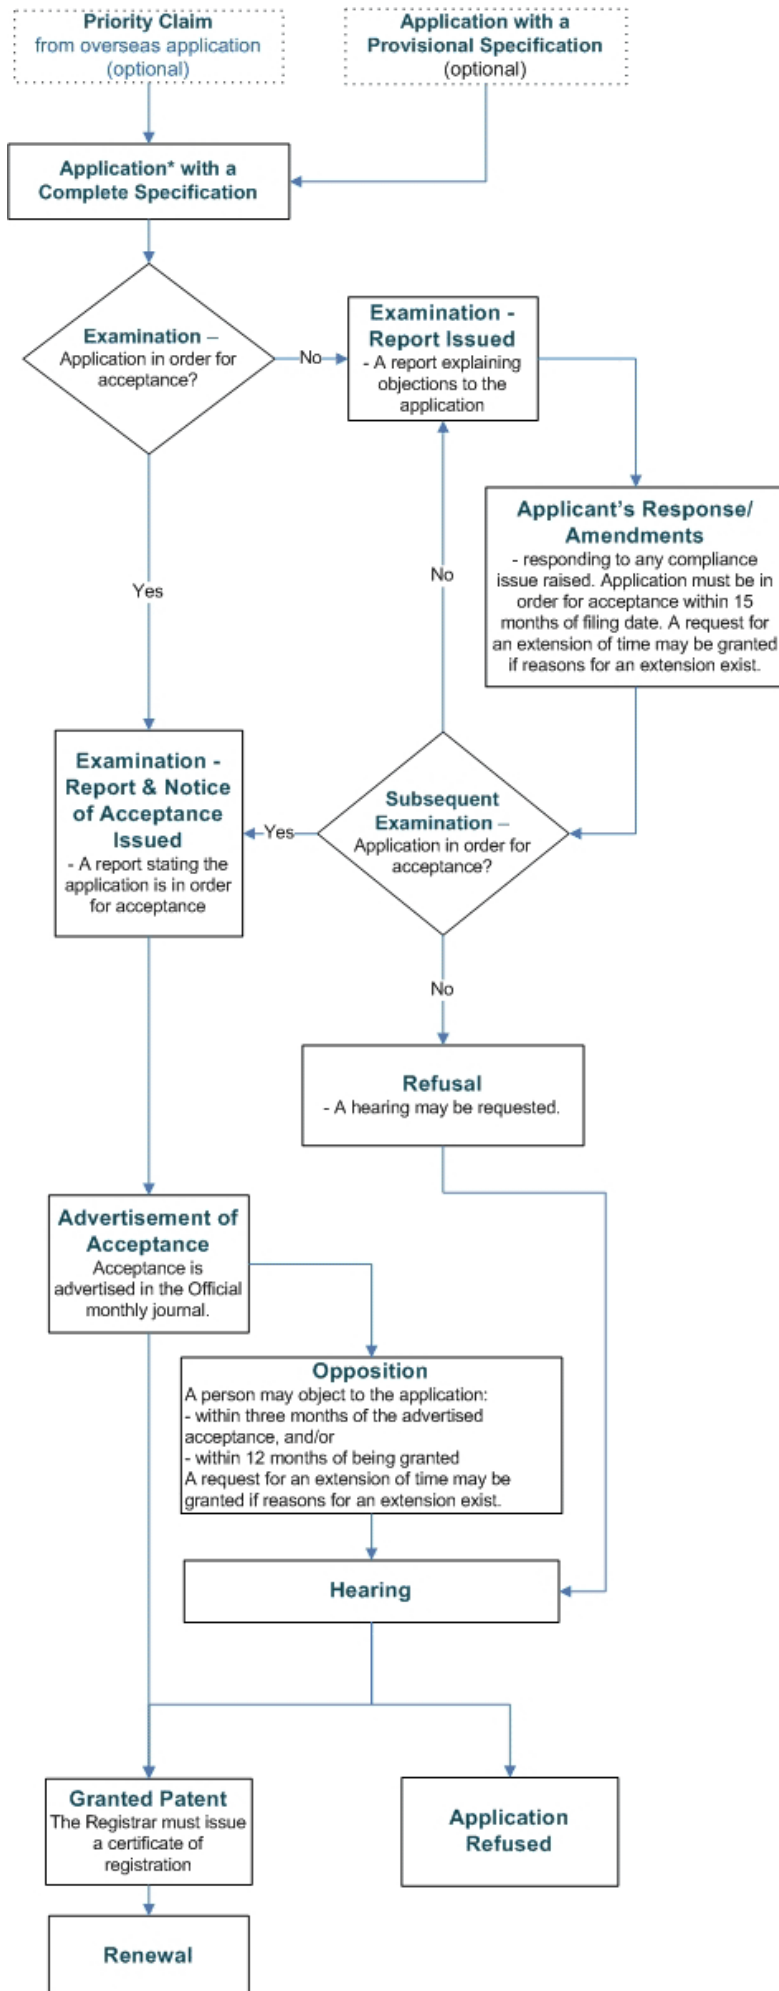 Priority Claim
from overseas application
(optional)
Application with a
Provisional Specification
(optional)
Application* with a
Complete Specification
Examination –
Application in order for
acceptance?
No
Examination -
Report Issued
- A report explaining
objections to the
application
Applicant's Response/
Amendments
- responding to any compliance
issue raised. Application must be in
order for acceptance within 15
months of filing date. A request for
an extension of time may be granted
if reasons for an extension exist.
Yes
No
Examination -
Report & Notice
of Acceptance
Issued
- A report stating the
application is in order
for acceptance
Yes
Subsequent
Examination –
Application in order for
acceptance?
No
Refusal
- A hearing may be requested.
Advertisement of
Acceptance
Acceptance is
advertised in the Official
monthly journal.
Opposition
A person may object to the application:
- within three months of the advertised
acceptance, and/or
- within 12 months of being granted
A request for an extension of time may be
granted if reasons for an extension exist.
Hearing
Granted Patent
The Registrar must issue
a certificate of
registration
Application
Refused
Renewal